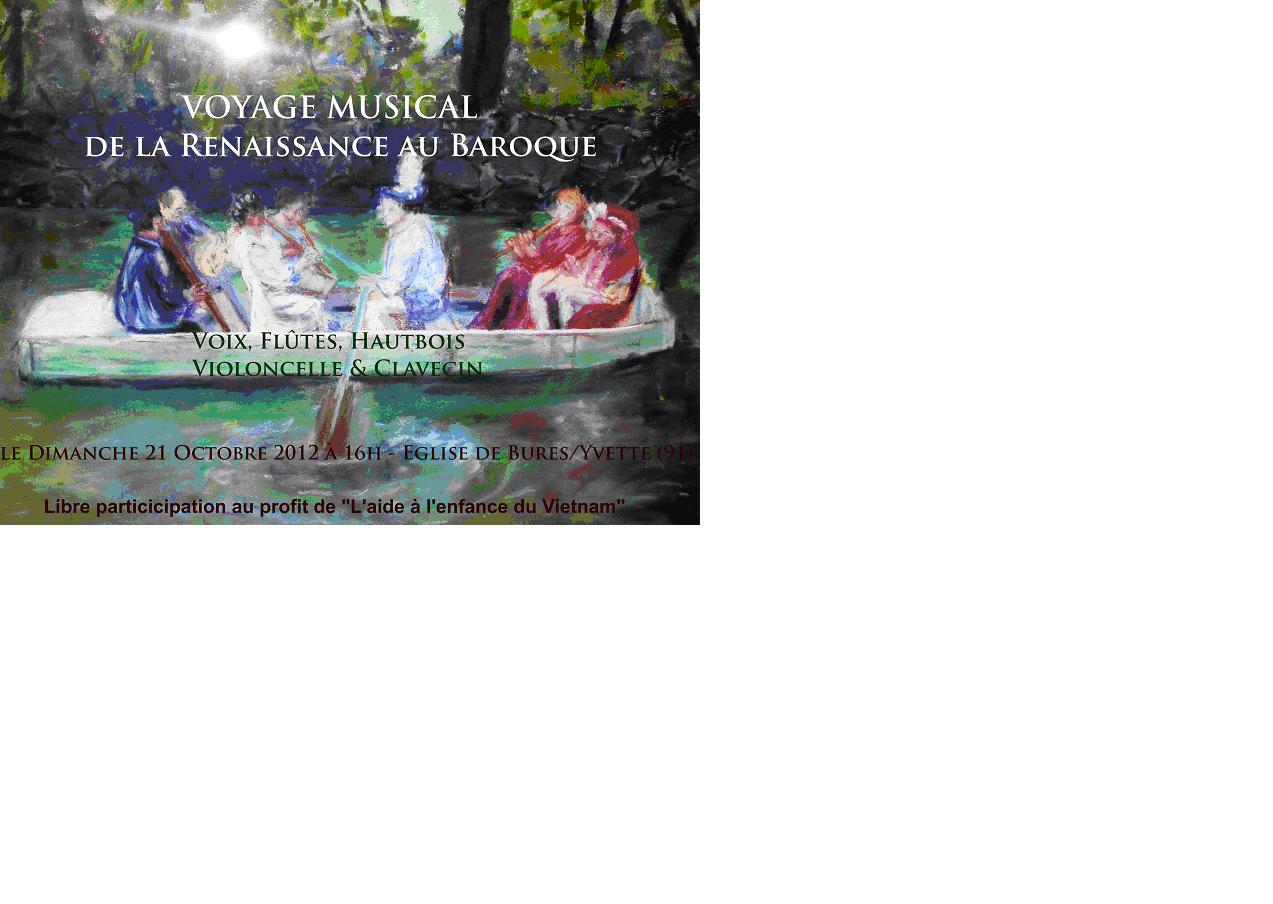 VOYAGE MUSICAL
DE LA RENAISSANCE AU BAROQUE
VOIX, FLÛTES, HAUTBOIS
VIOLONCELLE & CLAVECIN
LE DIMANCHE 21 OCTOBRE 2012 À 16H - EGLISE DE BURES/YVETTE (91)
Libre particicipation au profit de "L'aide à l'enfance du Vietnam"